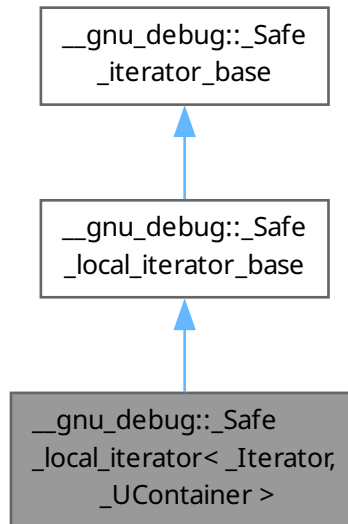 __gnu_debug::_Safe
_iterator_base
__gnu_debug::_Safe
_local_iterator_base
__gnu_debug::_Safe
_local_iterator< _Iterator,
_UContainer >